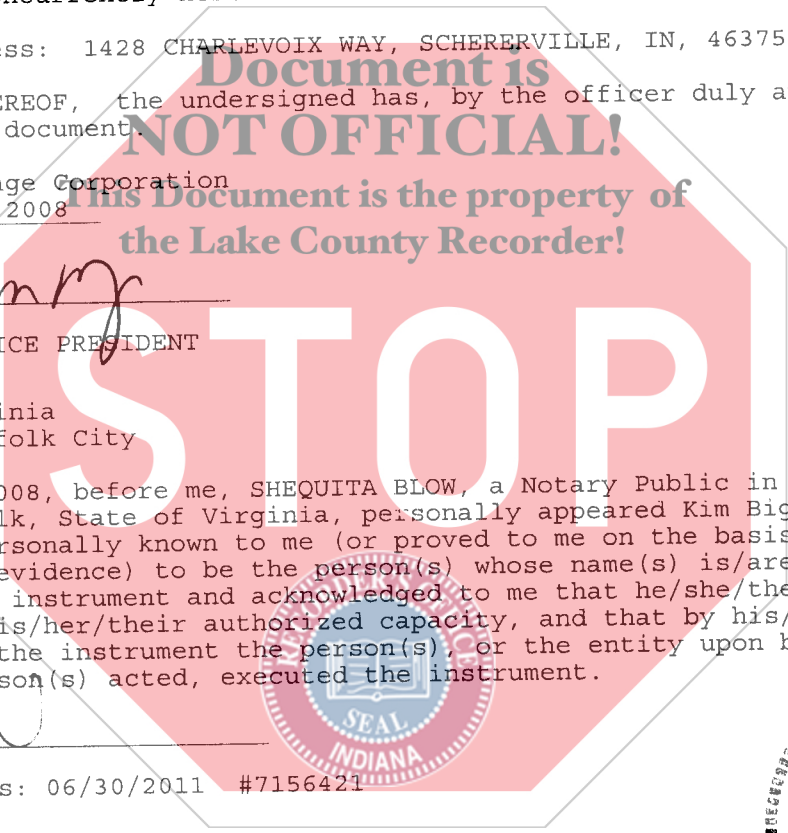 ess: 1428 CHARLEVOIX WAY, SCHERERVILLE, IN, 46375
Document is
EREOF, the undersigned has, by the officer duly a
document.
NOT OFFICIAL!
ge Corporation
This Document is the property of
2008
the Lake County Recorder!
ICE PRESIDENT
STOP
inia
folk City
008, before me, SHEQUITA BLOW, a Notary Public in
lk, State of Virginia, personally appeared Kim Big
rsonally known to me (or proved to me on the basis
evidence) to be the person(s) whose name(s) is/are
instrument and acknowledged to me that he/she/the
is/her/their authorized capacity, and that by his/
the instrument the person(s), or the entity upon b
son(s) acted, executed the instrument.
RECORDER'S OFFICE
SEAL
INDIANA
s: 06/30/2011 #7156421